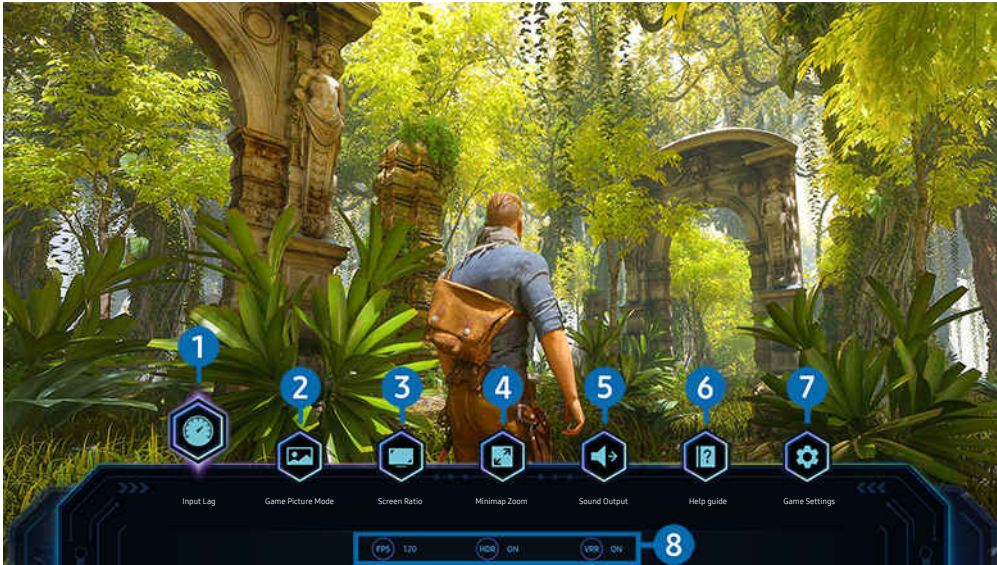 1
2 3 4 5 6 7
Input Lag Game Picture Mode Screen Ratio Minimap Zoom Sound Output Help guide Game Settings
FPS 120 HDR ON VRR ON 8